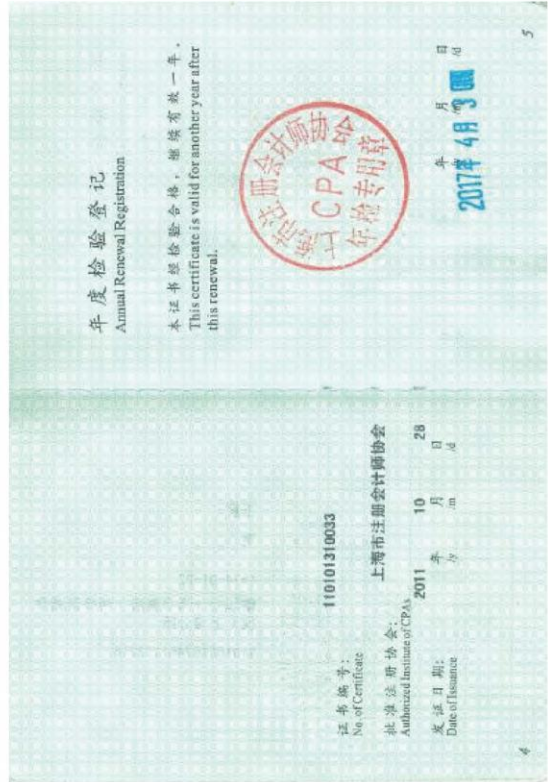 证书编号:
No. of Certificate
110101310033
批准注册协会:
Authorized Institute of CPAs
上海市注册会计师协会
发证日期:
Date of Issuance
2011 年 10 月 28 日
/y /m /d
4
年度检验登记
Annual Renewal Registration
本证书经检验合格，继续有效一年。
This certificate is valid for another year after
this renewal.
上海市注册会计师协会
CPA
年检专用章
年 月 日
/d
2017年 4月 3
5